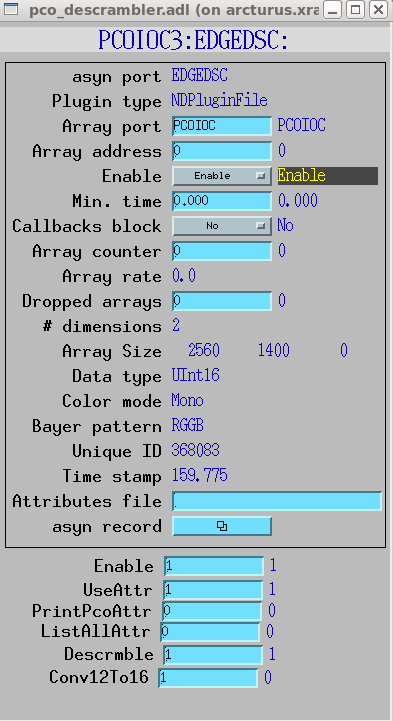 pco_descrambler.adl (on arcturus.xra
PCOIOC3:EDGEDSC:
asyn port EDGEDSC
Plugin type NDPluginFile
Array port PCOIOC PCOIOC
Array address 0 0
Enable Enable Enable
Min. time 0.000 0.000
Callbacks block No No
Array counter 0 0
Array rate 0.0
Dropped arrays 0 0
# dimensions 2
Array Size 2560 1400 0
Data type UInt16
Color mode Mono
Bayer pattern RGGB
Unique ID 368083
Time stamp 159.775
Attributes file
asyn record
Enable 1 1
UseAttr 1 1
PrintPcoAttr 0 0
ListAllAttr 0 0
Descrmble 1 1
Conv12To16 1 0